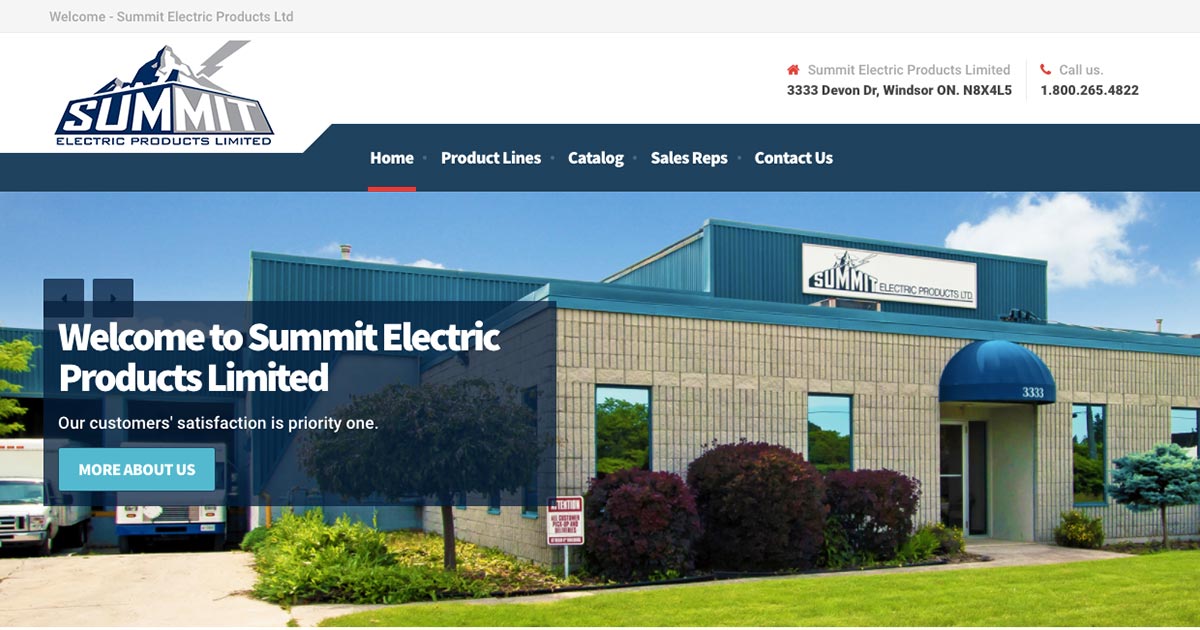 Welcome - Summit Electric Products Ltd
SUMMIT
ELECTRIC PRODUCTS LIMITED
Summit Electric Products Limited
3333 Devon Dr, Windsor ON. N8X4L5
Call us.
1.800.265.4822
Home
Product Lines
Catalog
Sales Reps
Contact Us
SUMMIT ELECTRIC PRODUCTS LTD.
3333
Welcome to Summit Electric
Products Limited
Our customers' satisfaction is priority one.
MORE ABOUT US
ATTENTION
ALL CUSTOMER
PICK-UP AND
DELIVERIES